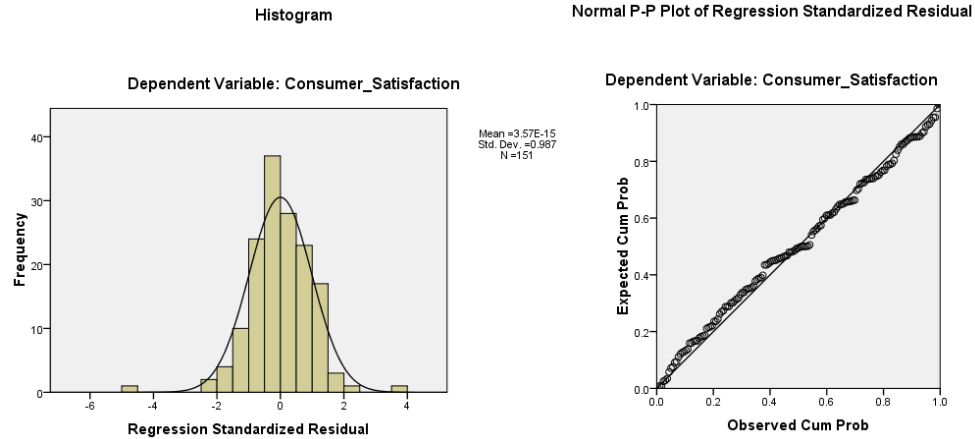 Histogram
Dependent Variable: Consumer_Satisfaction
40
30
20
10
0
Frequency
-6
-4
-2
0
2
4
Regression Standardized Residual
Mean =3.57E-15
Std. Dev. =0.987
N =151
Normal P-P Plot of Regression Standardized Residual
Dependent Variable: Consumer_Satisfaction
1.0
0.8
0.6
0.4
0.2
0.0
Expected Cum Prob
0.0
0.2
0.4
0.6
0.8
1.0
Observed Cum Prob